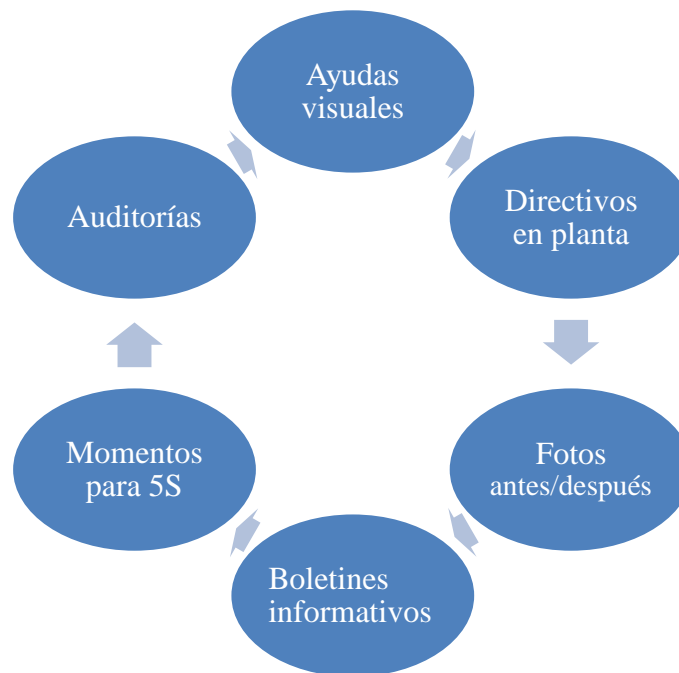 Ayudas
visuales
Directivos
en planta
Fotos
antes/después
Boletines
informativos
Momentos
para 5S
Auditorías